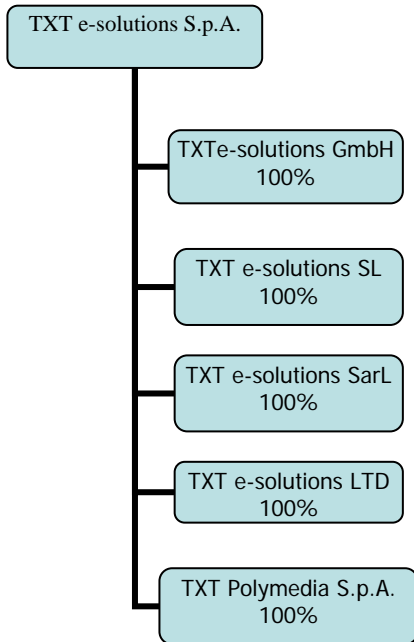 TXT e-solutions S.p.A.
TXTe-solutions GmbH
100%
TXT e-solutions SL
100%
TXT e-solutions SarL
100%
TXT e-solutions LTD
100%
TXT Polymedia S.p.A.
100%